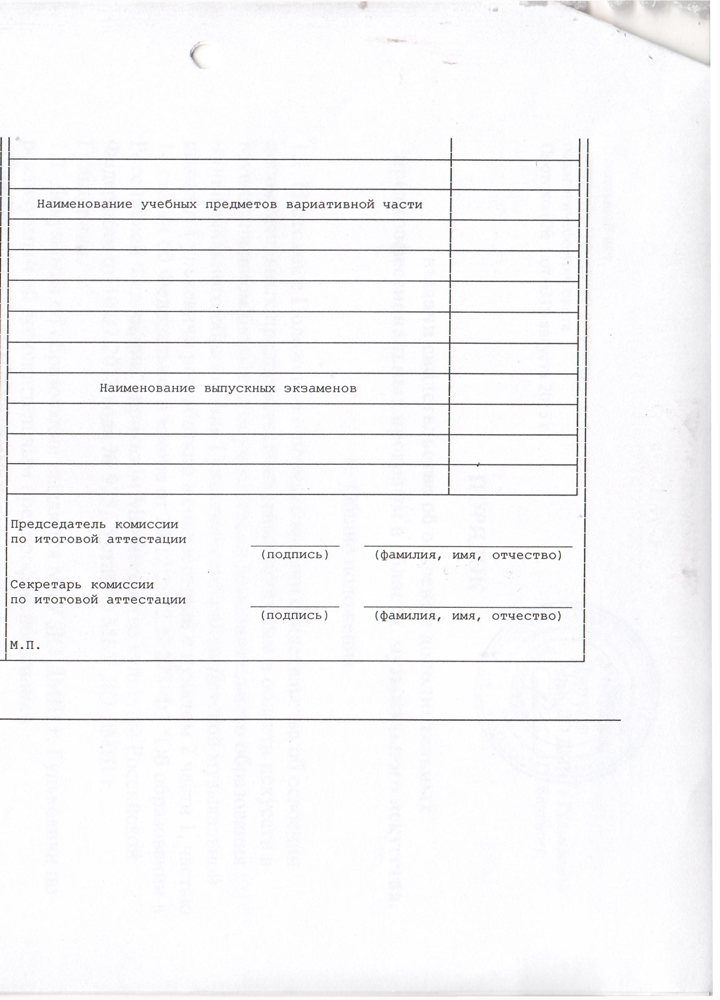 Наименование учебных предметов вариативной части
Наименование выпускных экзаменов
Председатель комиссии
по итоговой аттестации
(подпись) (фамилия, имя, отчество)
Секретарь комиссии
по итоговой аттестации
(подпись) (фамилия, имя, отчество)
М.П.